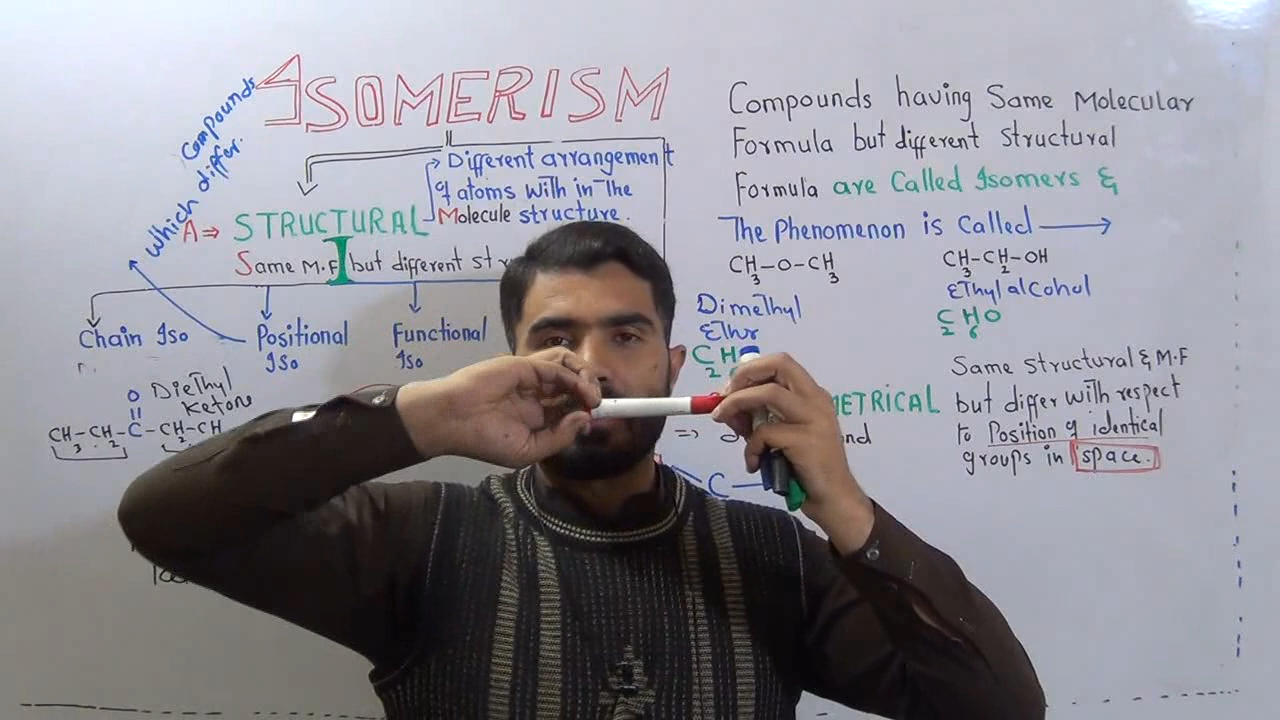 ISOMERISM
Compounds
which differ.
Different arrangement
of atoms with in the
Molecule structure.
A ⇒ STRUCTURAL
Same M.F but different
Chain Iso
Positional
Iso
Functional
Iso
O Diethyl
Ketone
CH3-CH2-C-CH2-CH
Compounds having Same Molecular
Formula but different structural
Formula are Called Isomers &
The Phenomenon is Called →
CH3-O-CH3
Dimethyl
Ethr
C2H
CH3-CH2-OH
Ethyl alcohol
C2H6O
METRICAL
C
Same structural & M.F
but differ with respect
to Position of identical
groups in space.